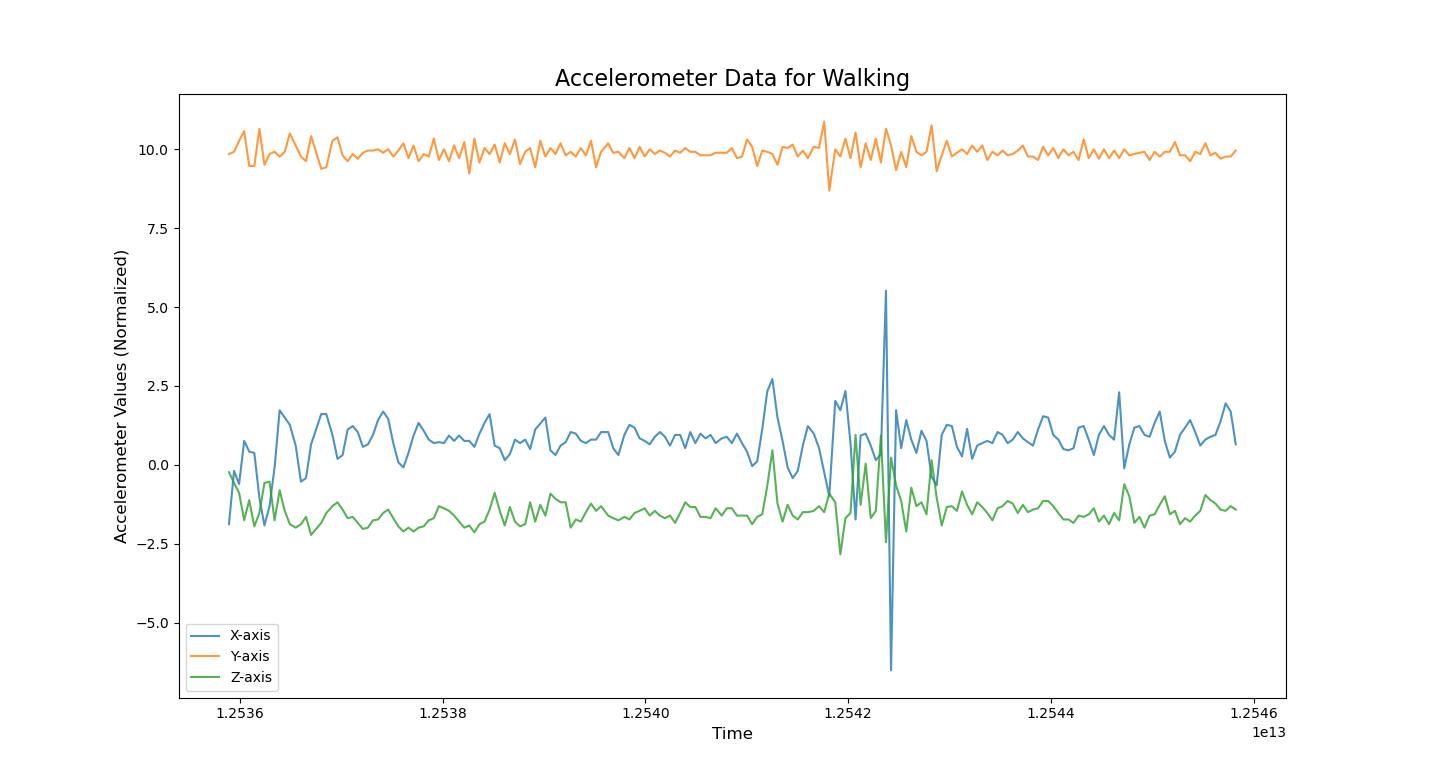 Accelerometer Data for Walking
Accelerometer Values (Normalized)
10.0
7.5
5.0
2.5
0.0
−2.5
−5.0
X-axis
Y-axis
Z-axis
1.2536 1.2538 1.2540 1.2542 1.2544 1.2546
1e13
Time